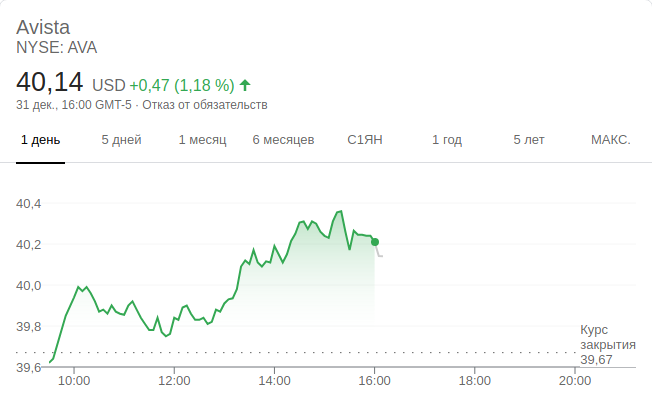 Avista
NYSE: AVA
40,14 USD +0,47 (1,18 %)
31 дек., 16:00 GMT-5 · Отказ от обязательств
1 день 5 дней 1 месяц 6 месяцев С1ЯН 1 год 5 лет МАКС.
40,4
40,2
40,0
39,8
39,6
Курс
закрытия
39,67
10:00 12:00 14:00 16:00 18:00 20:00